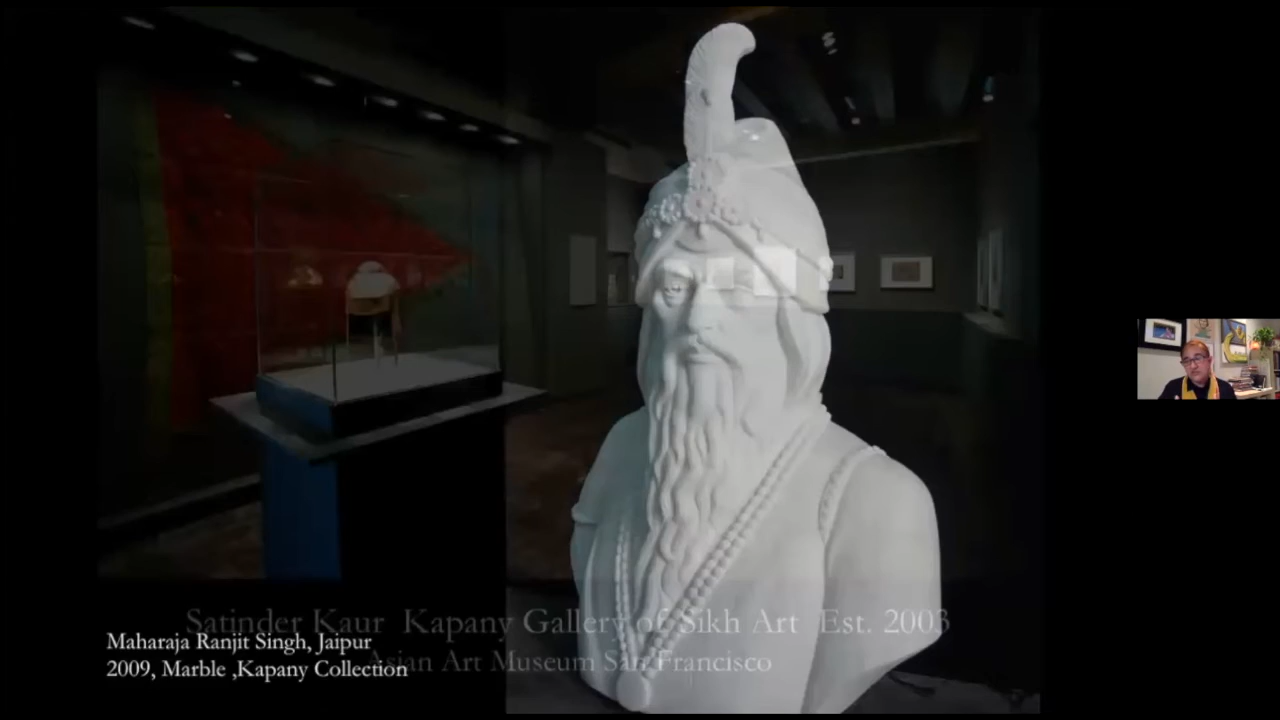 Satinder Kaur Kapany Gallery of Sikh Art Est. 2003
Asian Art Museum San Francisco
Maharaja Ranjit Singh, Jaipur
2009, Marble ,Kapany Collection